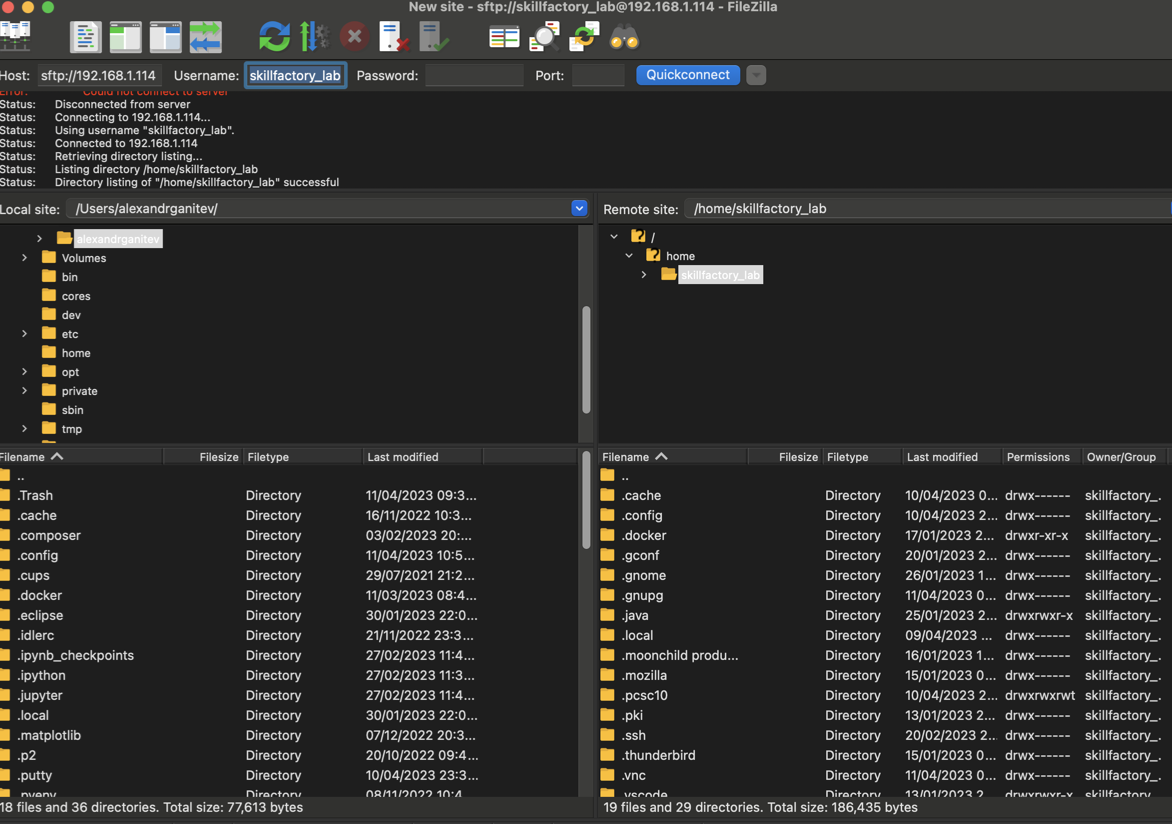 New site - sftp://skillfactory_lab@192.168.1.114 - FileZilla
Host: sftp://192.168.1.114 Username: skillfactory_lab Password: Port: Quickconnect
Error: Could not connect to server
Status: Disconnected from server
Status: Connecting to 192.168.1.114...
Status: Using username "skillfactory_lab".
Status: Connected to 192.168.1.114
Status: Retrieving directory listing...
Status: Listing directory /home/skillfactory_lab
Status: Directory listing of "/home/skillfactory_lab" successful
Local site: /Users/alexandrganitev/
alexandrganitev
Volumes
bin
cores
dev
etc
home
opt
private
sbin
tmp
Filename Filesize Filetype Last modified
..
.Trash Directory 11/04/2023 09:3...
.cache Directory 16/11/2022 10:3...
.composer Directory 03/02/2023 20:...
.config Directory 11/04/2023 10:5...
.cups Directory 29/07/2021 21:2...
.docker Directory 11/03/2023 08:4...
.eclipse Directory 30/01/2023 22:0...
.idlerc Directory 21/11/2022 23:3...
.ipynb_checkpoints Directory 27/02/2023 11:4...
.ipython Directory 27/02/2023 11:3...
.jupyter Directory 27/02/2023 11:4...
.local Directory 30/01/2023 22:0...
.matplotlib Directory 07/12/2022 20:3...
.p2 Directory 20/10/2022 09:4...
.putty Directory 10/04/2023 23:3...
.pyenv Directory 08/11/2022 10:4...
18 files and 36 directories. Total size: 77,613 bytes
Remote site: /home/skillfactory_lab
/
home
skillfactory_lab
Filename Filesize Filetype Last modified Permissions Owner/Group
..
.cache Directory 10/04/2023 0... drwx------ skillfactory_.
.config Directory 10/04/2023 2... drwx------ skillfactory_.
.docker Directory 17/01/2023 2... drwxr-xr-x skillfactory_.
.gconf Directory 20/01/2023 2... drwx------ skillfactory_.
.gnome Directory 26/01/2023 1... drwx------ skillfactory_.
.gnupg Directory 11/04/2023 0... drwx------ skillfactory_.
.java Directory 25/01/2023 2... drwxrwxr-x skillfactory_.
.local Directory 09/04/2023 ... drwx------ skillfactory_.
.moonchild produ... Directory 16/01/2023 1... drwx------ skillfactory_.
.mozilla Directory 15/01/2023 0... drwx------ skillfactory_.
.pcsc10 Directory 10/04/2023 2... drwxrwxrwt skillfactory_.
.pki Directory 13/01/2023 2... drwx------ skillfactory_.
.ssh Directory 20/02/2023 2... drwx------ skillfactory_.
.thunderbird Directory 15/01/2023 0... drwx------ skillfactory_.
.vnc Directory 11/04/2023 0... drwx------ skillfactory_.
.vscode Directory 13/01/2023 2... drwxrwxr-x skillfactory_.
19 files and 29 directories. Total size: 186,435 bytes